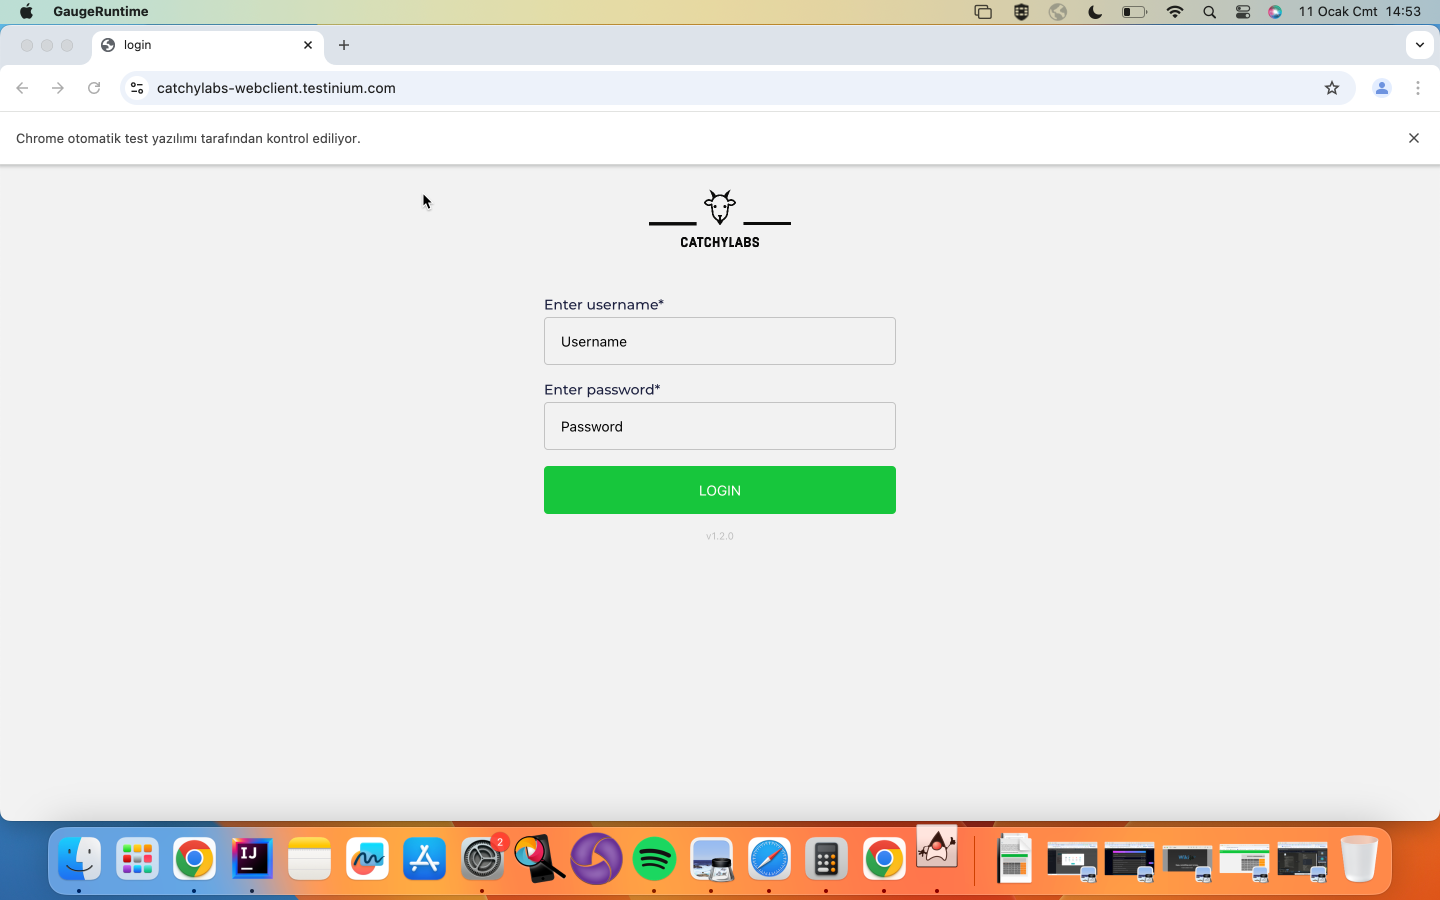 GaugeRuntime
11 Ocak Cmt 14:53
login
catchylabs-webclient.testinium.com
Chrome otomatik test yazılımı tarafından kontrol ediliyor.
CATCHYLABS
Enter username*
Username
Enter password*
Password
LOGIN
v1.2.0
IJ
2